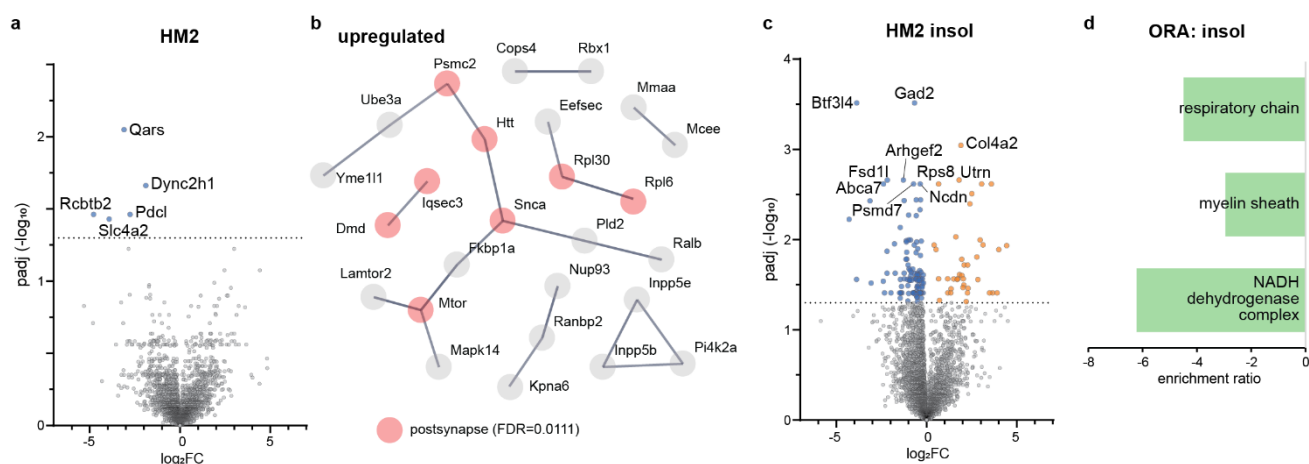 a
HM2
padj (-log₁₀)
2
1
0
-5
0
5
log₂FC
Qars
Dync2h1
Rcbtb2
Pdcl
Slc4a2
b
upregulated
Cops4
Rbx1
Psmc2
Ube3a
Mmaa
Eefsec
Htt
Mcee
Rpl30
Yme1l1
Iqsec3
Rpl6
Snca
Dmd
Pld2
Fkbp1a
Ralb
Lamtor2
Nup93
Inpp5e
Mtor
Ranbp2
Mapk14
Inpp5b
Pi4k2a
Kpna6
postsynapse (FDR=0.0111)
c
HM2 insol
padj (-log₁₀)
4
3
2
1
0
-5
0
5
log₂FC
Btf3l4
Gad2
Col4a2
Arhgef2
Fsd1l
Rps8
Utrn
Abca7
Ncdn
Psmd7
d
ORA: insol
respiratory chain
myelin sheath
NADH
dehydrogenase
complex
-8
-6
-4
-2
0
enrichment ratio